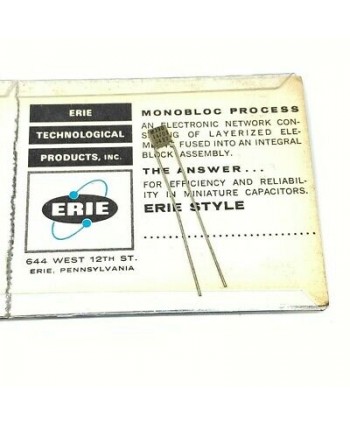 ERIE
TECHNOLOGICAL
PRODUCTS, INC.
ERIE
644 WEST 12TH ST.
ERIE, PENNSYLVANIA
MONOBLOC PROCESS
AN ELECTRONIC NETWORK CON-
ING OF LAYERIZED ELE-
FUSED INTO AN INTEGRAL
BLOCK ASSEMBLY.
THE ANSWER...
FOR EFFICIENCY AND RELIABIL-
ITY IN MINIATURE CAPACITORS.
ERIE STYLE